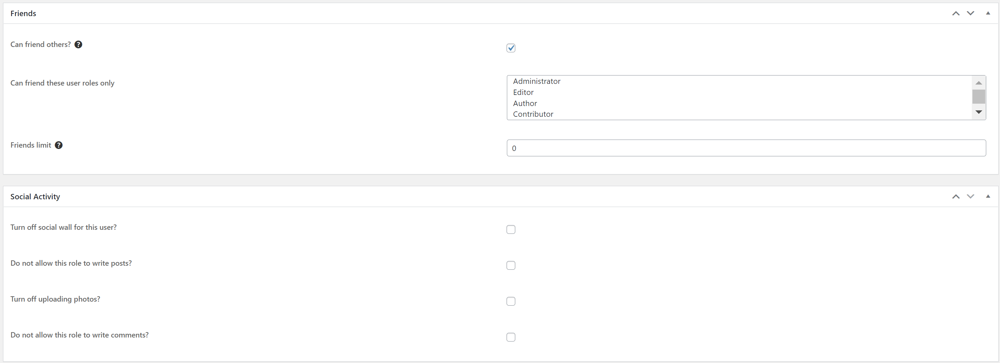 Friends
Can friend others? ?
Can friend these user roles only
Administrator
Editor
Author
Contributor
Friends limit ?
0
Social Activity
Turn off social wall for this user?
Do not allow this role to write posts?
Turn off uploading photos?
Do not allow this role to write comments?